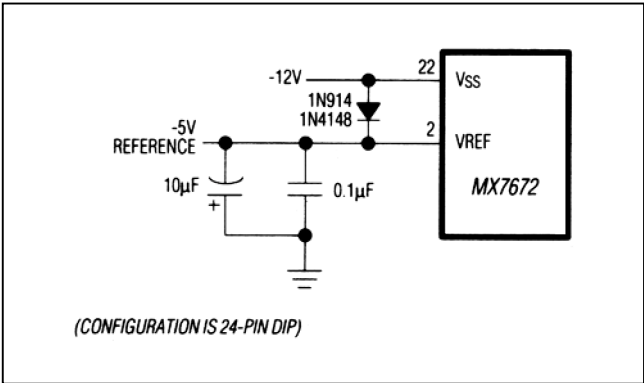 -12V
22
VSS
1N914
1N4148
-5V
REFERENCE
2
VREF
10µF
+
0.1µF
MX7672
(CONFIGURATION IS 24-PIN DIP)